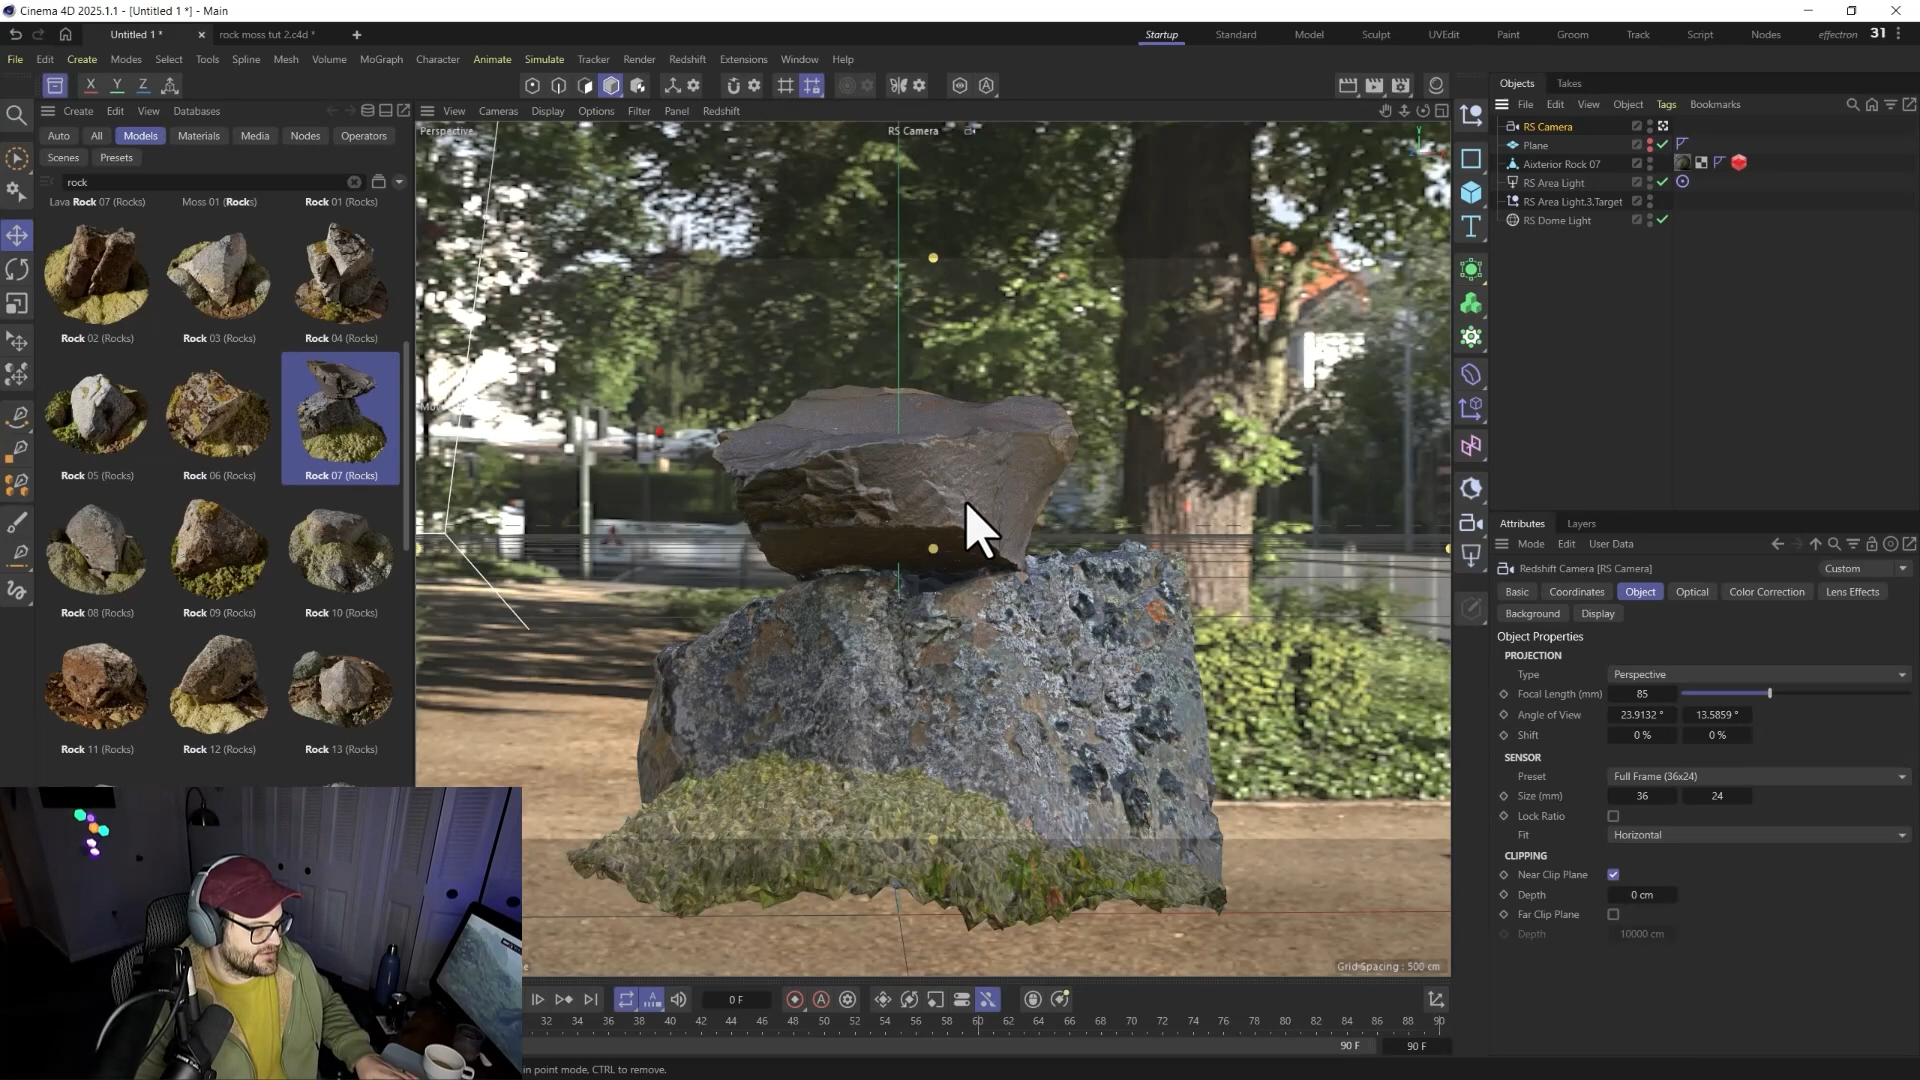 Cinema 4D 2025.1.1 - [Untitled 1 *] - Main
Untitled 1 *
rock moss tut 2.c4d *
Startup Standard Model Sculpt UVEdit Paint Groom Track Script Nodes effectron 31
File Edit Create Modes Select Tools Spline Mesh Volume MoGraph Character Animate Simulate Tracker Render Redshift Extensions Window Help
X Y Z
Objects Takes
File Edit View Object Tags Bookmarks
Create Edit View Databases
View Cameras Display Options Filter Panel Redshift
Auto All Models Materials Media Nodes Operators
Scenes Presets
rock
Lava Rock 07 (Rocks) Moss 01 (Rocks) Rock 01 (Rocks)
Rock 02 (Rocks) Rock 03 (Rocks) Rock 04 (Rocks)
Rock 05 (Rocks) Rock 06 (Rocks) Rock 07 (Rocks)
Rock 08 (Rocks) Rock 09 (Rocks) Rock 10 (Rocks)
Rock 11 (Rocks) Rock 12 (Rocks) Rock 13 (Rocks)
Perspective
RS Camera
Y
Grid Spacing : 500 cm
RS Camera
Plane
Aixterior Rock 07
RS Area Light
RS Area Light.3.Target
RS Dome Light
Attributes Layers
Mode Edit User Data
Redshift Camera [RS Camera]
Custom
Basic Coordinates Object Optical Color Correction Lens Effects
Background Display
Object Properties
PROJECTION
Type Perspective
Focal Length (mm) 85
Angle of View 23.9132 ° 13.5859 °
Shift 0 % 0 %
SENSOR
Preset Full Frame (36x24)
Size (mm) 36 24
Lock Ratio
Fit Horizontal
CLIPPING
Near Clip Plane
Depth 0 cm
Far Clip Plane
Depth 10000 cm
0 F
32 34 36 38 40 42 44 46 48 50 52 54 56 58 60 62 64 66 68 70 72 74 76 78 80 82 84 86 88 90
90 F 90 F
in point mode, CTRL to remove.